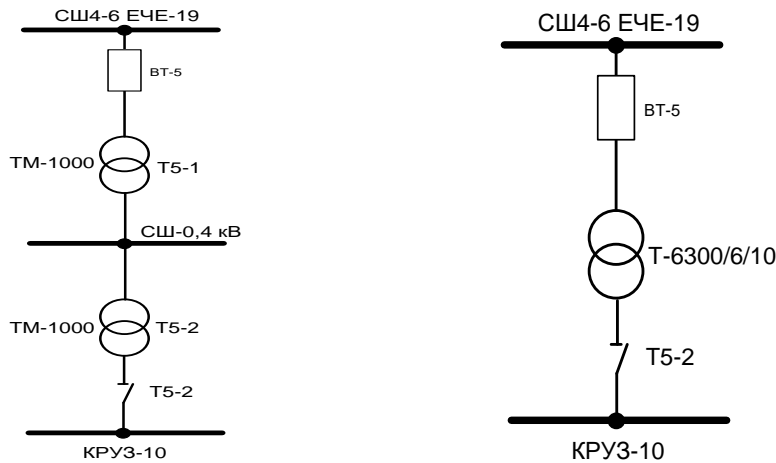 СШ4-6 ЕЧЕ-19
ВТ-5
ТМ-1000 Т5-1
СШ-0,4 кВ
ТМ-1000 Т5-2
Т5-2
КРУЗ-10
СШ4-6 ЕЧЕ-19
ВТ-5
Т-6300/6/10
Т5-2
КРУЗ-10